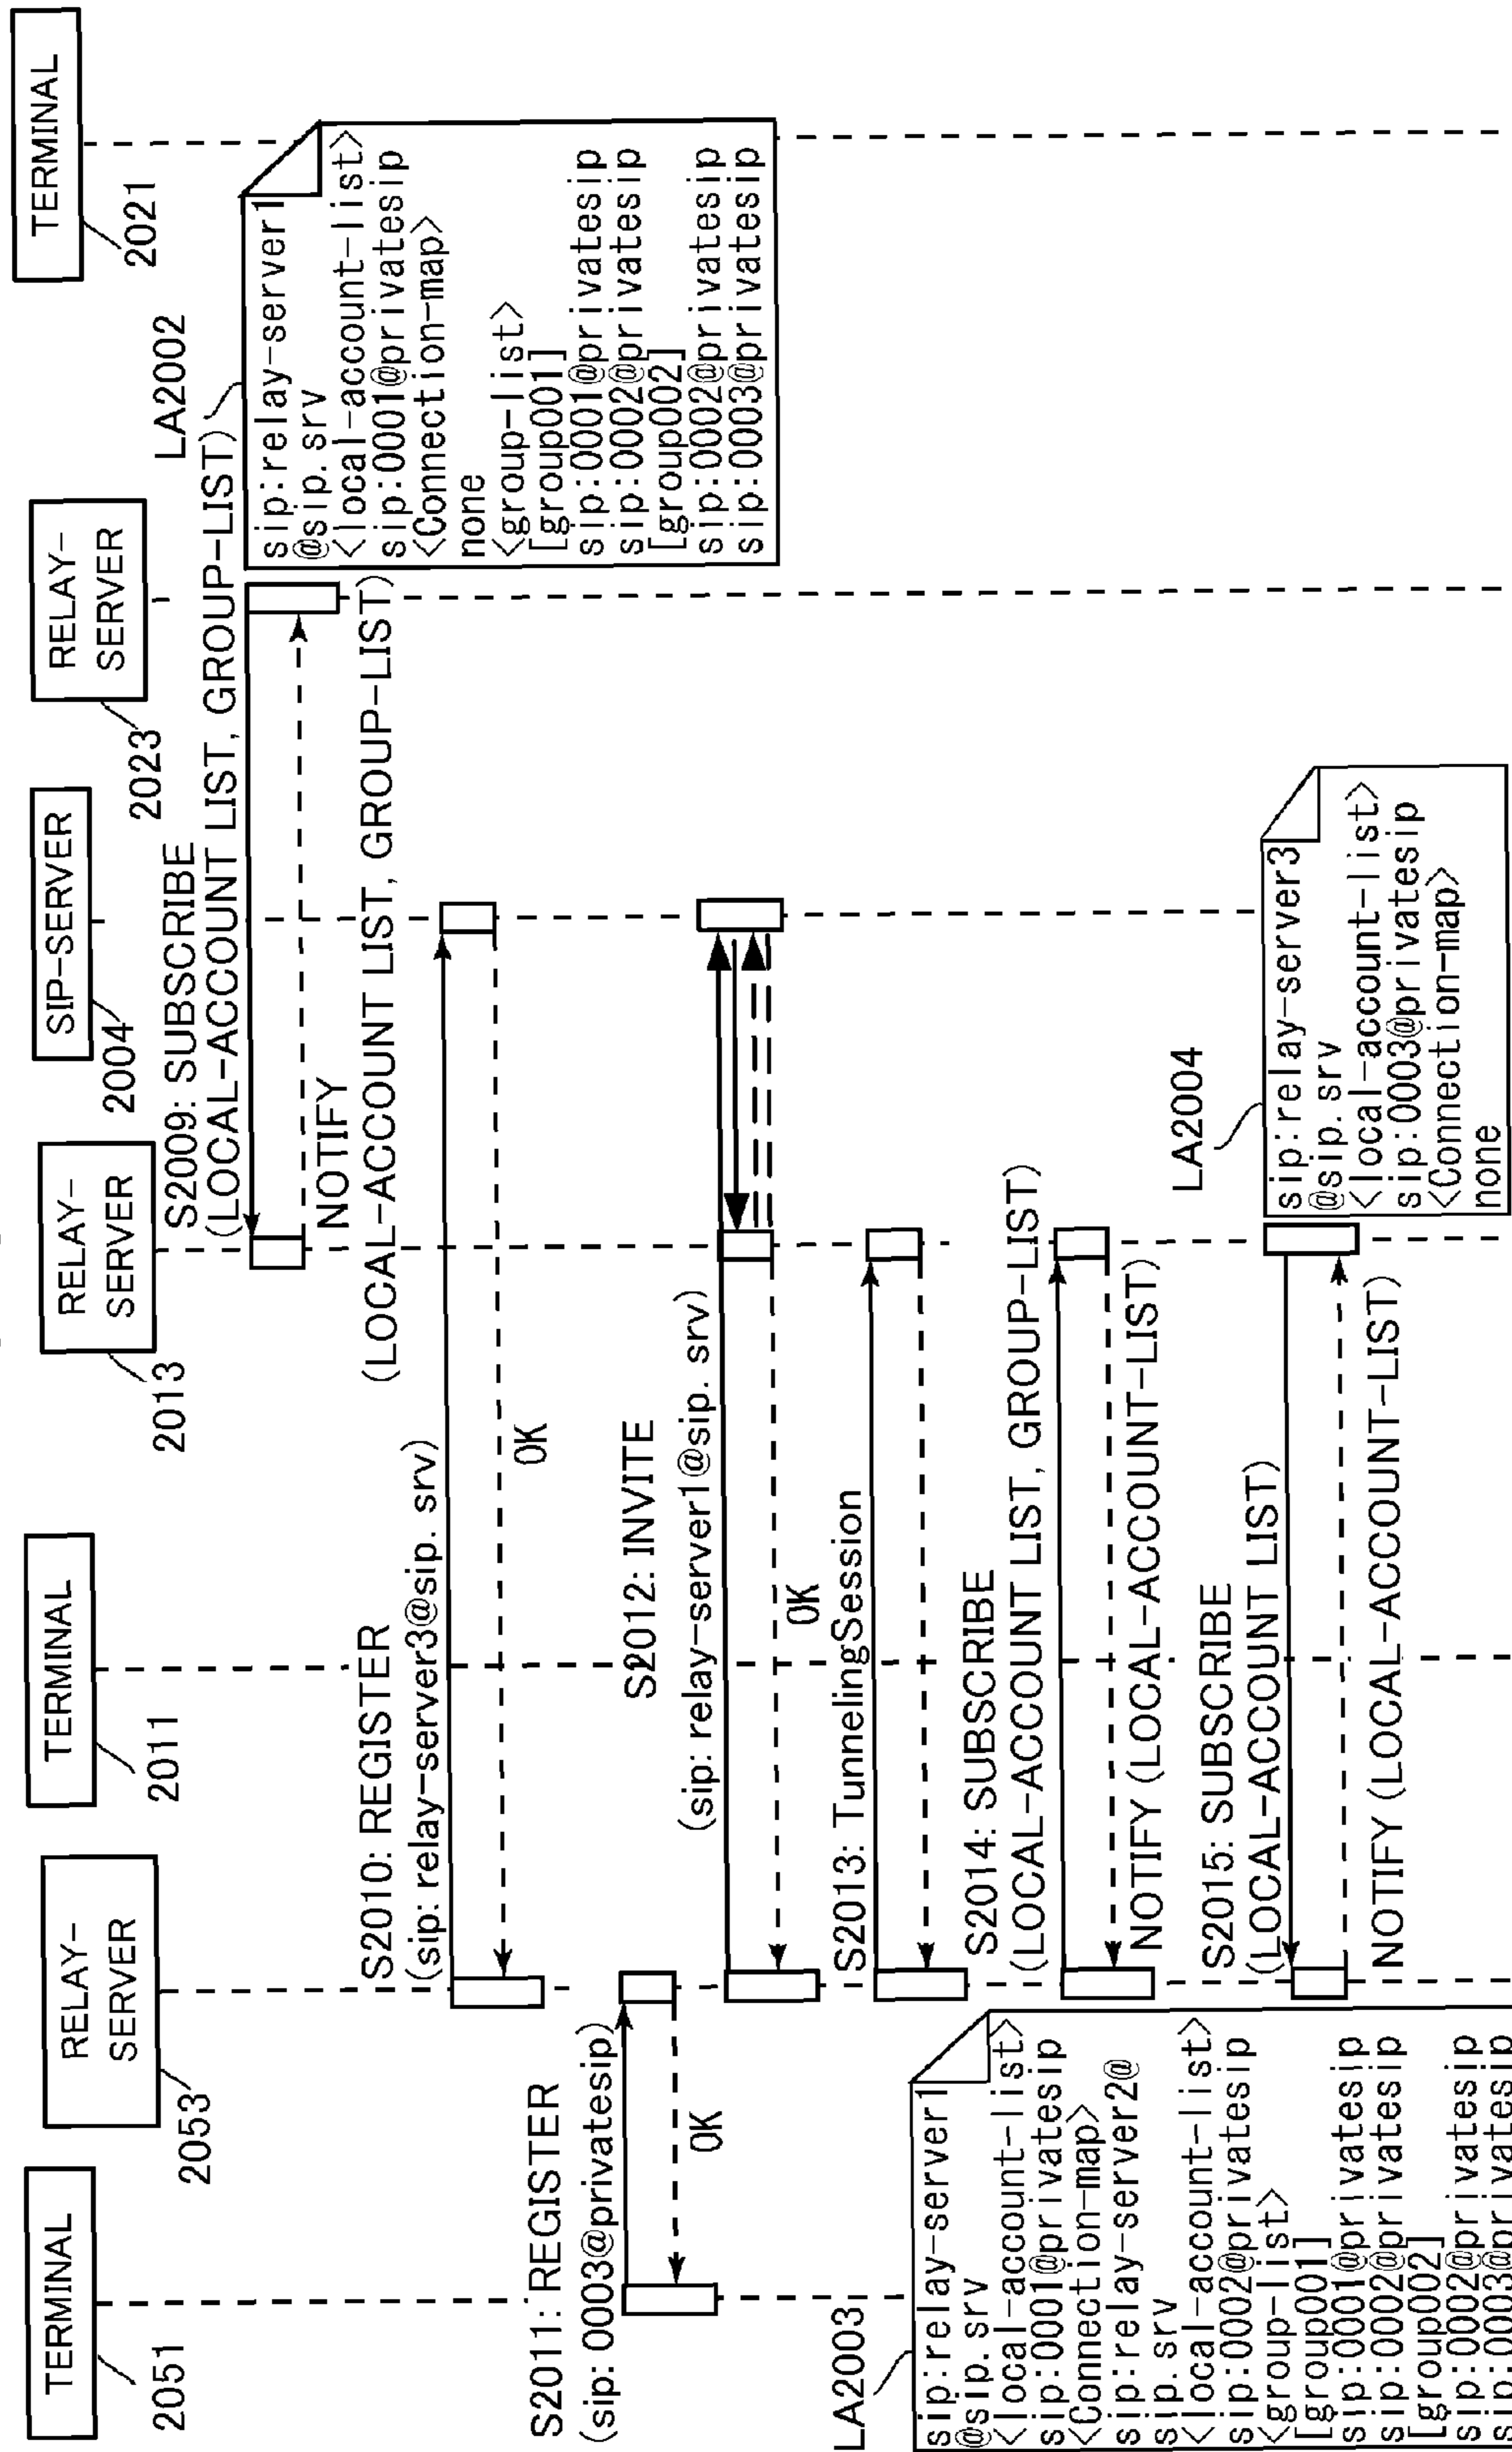 TERMINAL
2051
RELAY-
SERVER
2053
TERMINAL
2011
RELAY-
SERVER
2013
SIP-SERVER
2004
RELAY-
SERVER
2023
TERMINAL
2021
S2009: SUBSCRIBE
(LOCAL-ACCOUNT LIST, GROUP-LIST)
NOTIFY
(LOCAL-ACCOUNT LIST, GROUP-LIST)
LA2002
sip:relay-server1
@sip.srv
<local-account-list>
sip:0001@privatesip
<Connection-map>
none
<group-list>
[group001]
sip:0001@privatesip
sip:0002@privatesip
[group002]
sip:0002@privatesip
sip:0003@privatesip
S2010: REGISTER
(sip: relay-server3@sip. srv)
OK
S2011: REGISTER
(sip: 0003@privatesip)
OK
S2012: INVITE
(sip: relay-server1@sip. srv)
OK
S2013: TunnelingSession
S2014: SUBSCRIBE
(LOCAL-ACCOUNT LIST, GROUP-LIST)
NOTIFY (LOCAL-ACCOUNT-LIST)
LA2003
sip:relay-server1
@sip.srv
<local-account-list>
sip:0001@privatesip
<Connection-map>
sip:relay-server2@
sip.srv
<local-account-list>
sip:0002@privatesip
<group-list>
[group001]
sip:0001@privatesip
sip:0002@privatesip
[group002]
sip:0002@privatesip
sip:0003@privatesip
S2015: SUBSCRIBE
(LOCAL-ACCOUNT LIST)
NOTIFY (LOCAL-ACCOUNT-LIST)
LA2004
sip:relay-server3
@sip.srv
<local-account-list>
sip:0003@privatesip
<Connection-map>
none